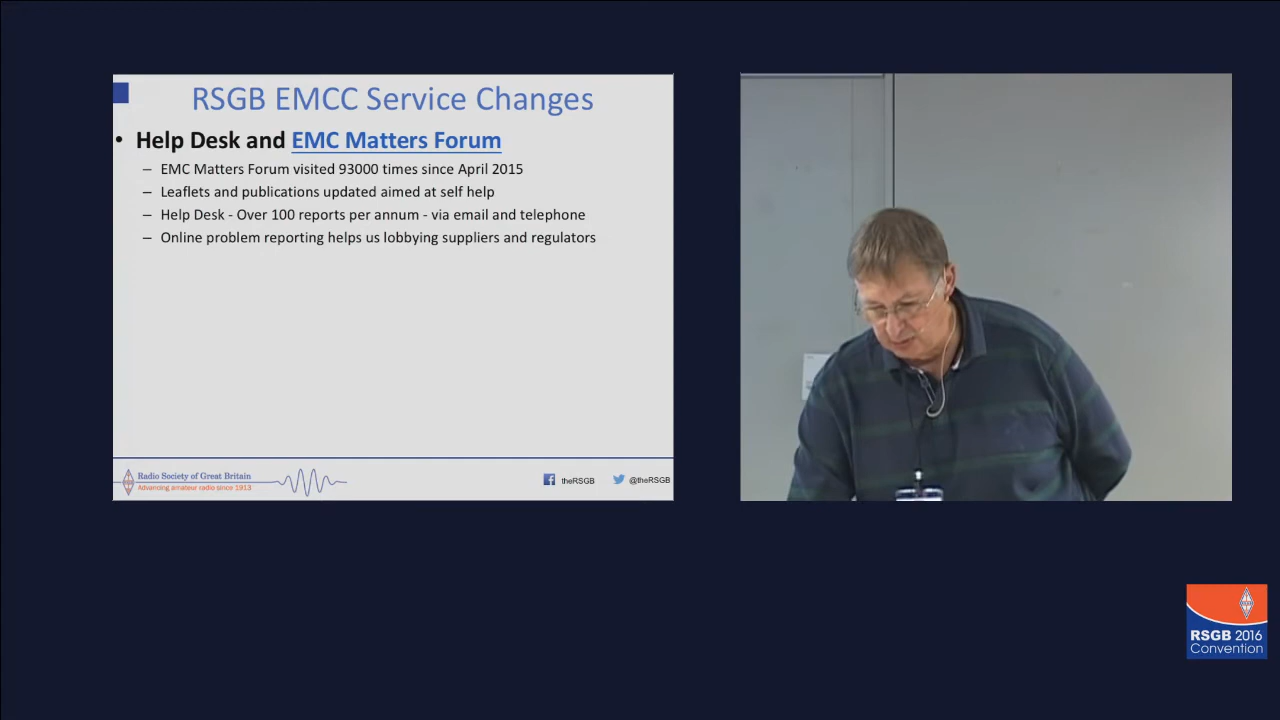 RSGB EMCC Service Changes
• Help Desk and EMC Matters Forum
– EMC Matters Forum visited 93000 times since April 2015
– Leaflets and publications updated aimed at self help
– Help Desk - Over 100 reports per annum - via email and telephone
– Online problem reporting helps us lobbying suppliers and regulators
Radio Society of Great Britain
Advancing amateur radio since 1913
theRSGB
@theRSGB
RSGB 2016
Convention